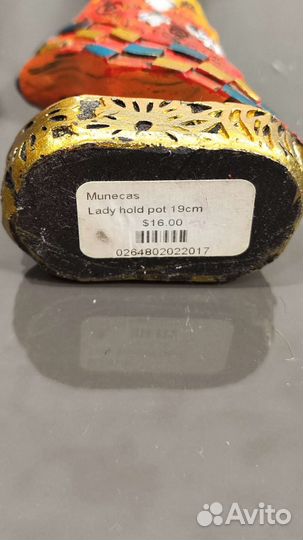 Munecas
Lady hold pot 19cm
$16.00
0264802022017
Avito